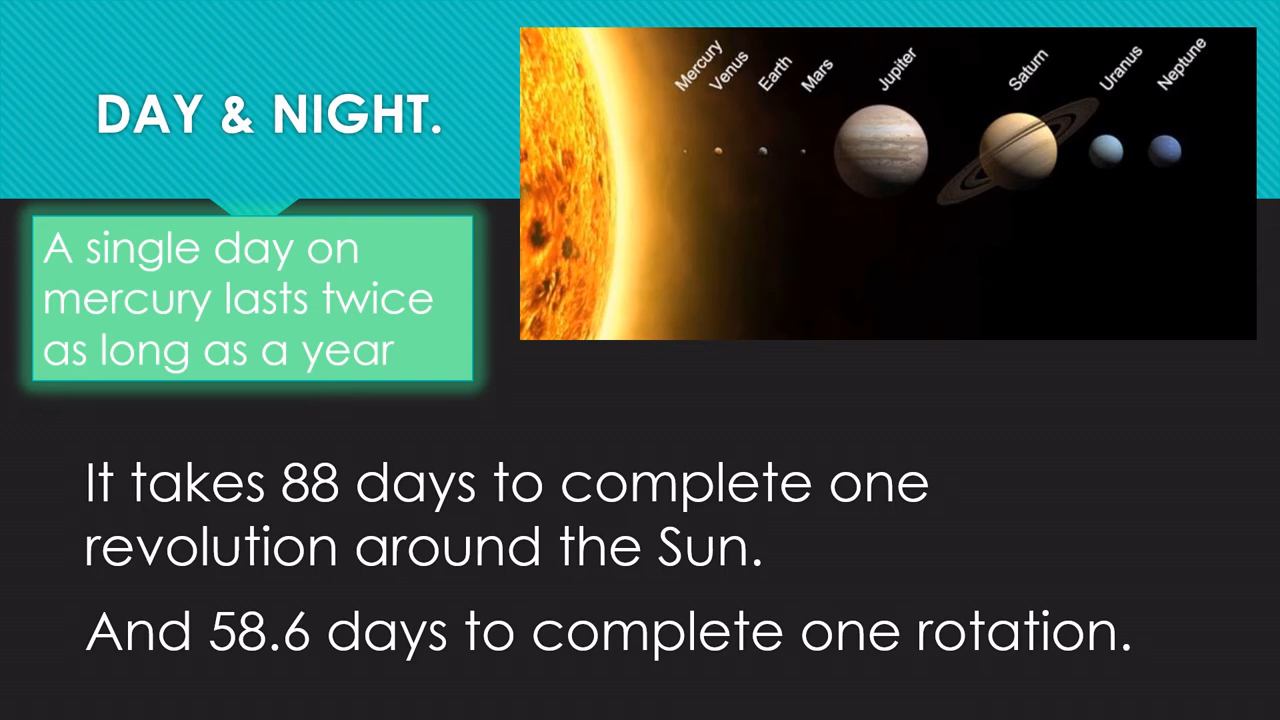 DAY & NIGHT.
Mercury
Venus
Earth
Mars
Jupiter
Saturn
Uranus
Neptune
A single day on
mercury lasts twice
as long as a year
It takes 88 days to complete one
revolution around the Sun.
And 58.6 days to complete one rotation.